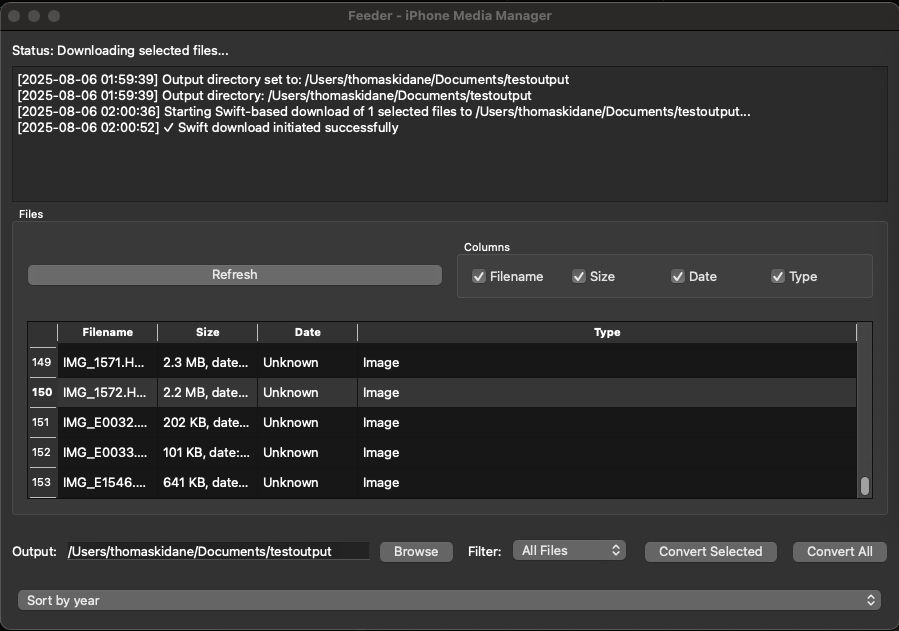 Feeder - iPhone Media Manager
Status: Downloading selected files...
[2025-08-06 01:59:39] Output directory set to: /Users/thomaskidane/Documents/testoutput
[2025-08-06 01:59:39] Output directory: /Users/thomaskidane/Documents/testoutput
[2025-08-06 02:00:36] Starting Swift-based download of 1 selected files to /Users/thomaskidane/Documents/testoutput...
[2025-08-06 02:00:52] ✓ Swift download initiated successfully
Files
Columns
Refresh
Filename Size Date Type
Filename Size Date Type
149 IMG_1571.H... 2.3 MB, date... Unknown Image
150 IMG_1572.H... 2.2 MB, date... Unknown Image
151 IMG_E0032.... 202 KB, date... Unknown Image
152 IMG_E0033.... 101 KB, date:... Unknown Image
153 IMG_E1546.... 641 KB, date... Unknown Image
Output: /Users/thomaskidane/Documents/testoutput Browse Filter: All Files Convert Selected Convert All
Sort by year